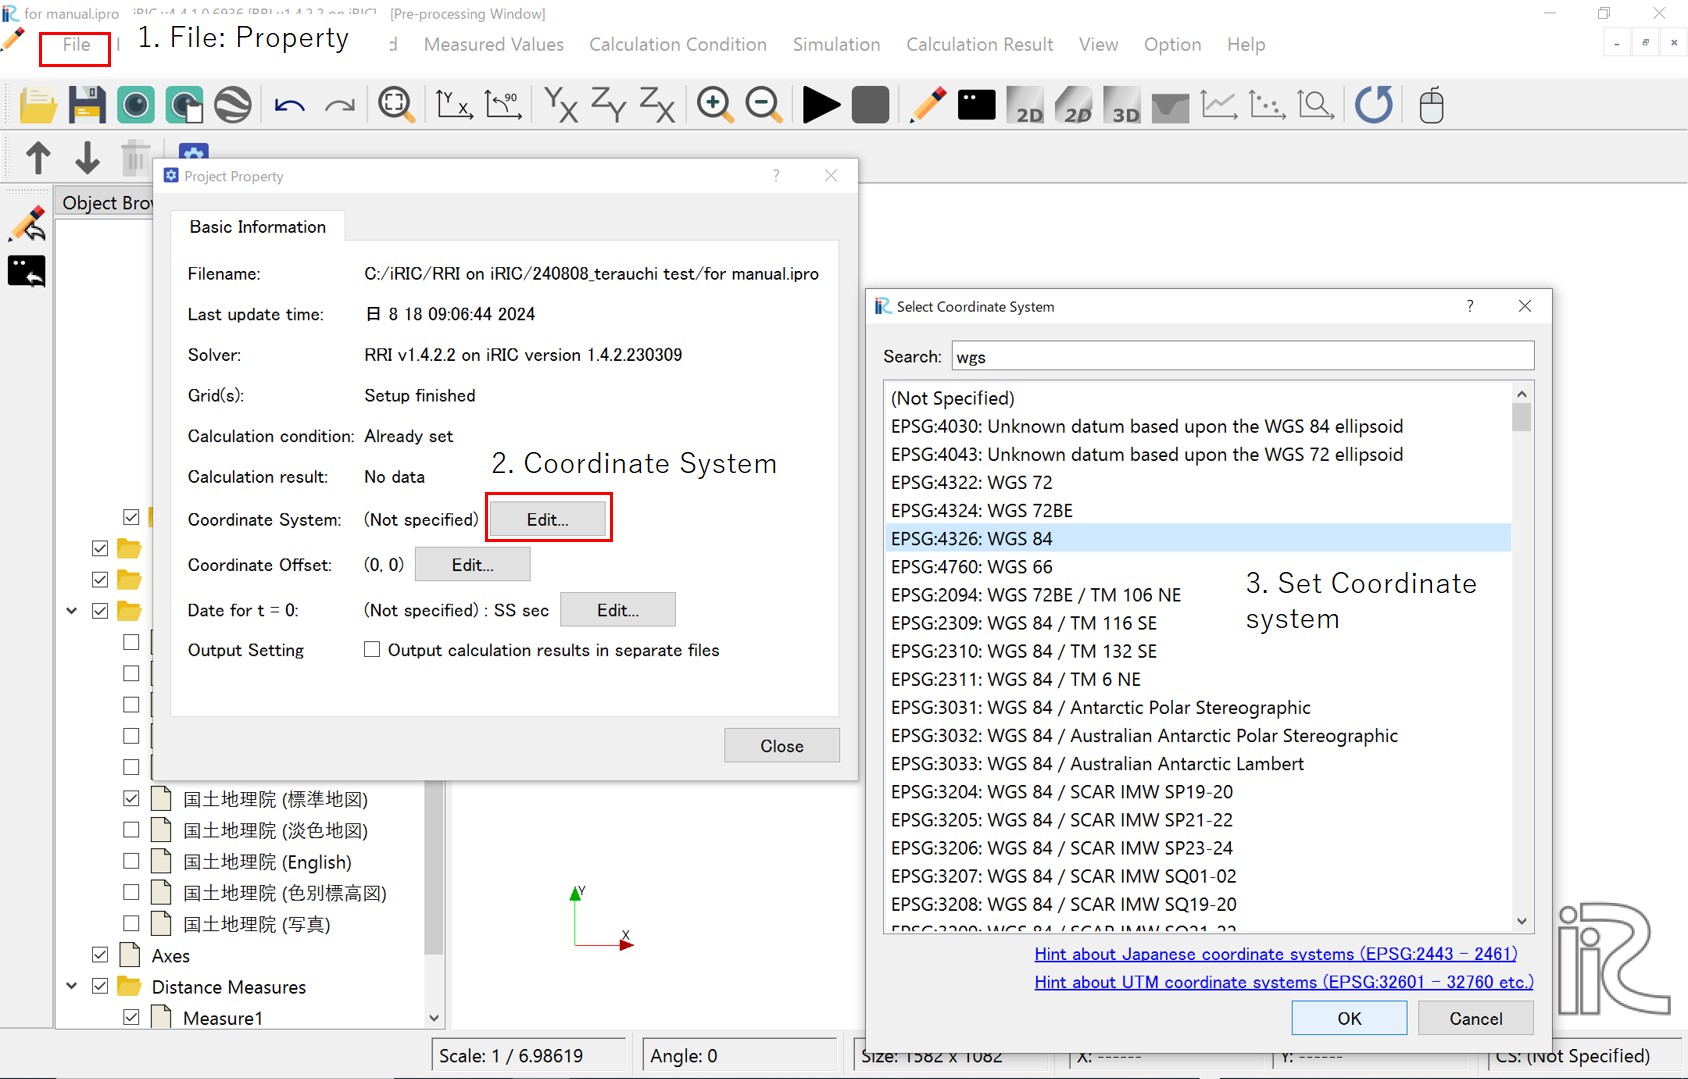 for manual.ipro - iRIC v4.4.1.0.6936 [RRI v1.4.2.2 on iRIC] [Pre-processing Window]
1. File: Property
File Measured Values Calculation Condition Simulation Calculation Result View Option Help
Y X 90 Y X Z Y Z X 2D 2D 3D
Project Property ?
Object Brow
Basic Information
Filename: C:/iRIC/RRI on iRIC/240808_terauchi test/for manual.ipro
Last update time: 日 8 18 09:06:44 2024
Solver: RRI v1.4.2.2 on iRIC version 1.4.2.230309
Grid(s): Setup finished
Calculation condition: Already set
2. Coordinate System
Calculation result: No data
Coordinate System: (Not specified) Edit...
Coordinate Offset: (0, 0) Edit...
Date for t = 0: (Not specified) : SS sec Edit...
Output Setting Output calculation results in separate files
Close
国土地理院 (標準地図)
国土地理院 (淡色地図)
国土地理院 (English)
国土地理院 (色別標高図)
国土地理院 (写真)
Axes
Distance Measures
Measure1
Y
X
Select Coordinate System ?
Search: wgs
(Not Specified)
EPSG:4030: Unknown datum based upon the WGS 84 ellipsoid
EPSG:4043: Unknown datum based upon the WGS 72 ellipsoid
EPSG:4322: WGS 72
EPSG:4324: WGS 72BE
EPSG:4326: WGS 84
EPSG:4760: WGS 66
EPSG:2094: WGS 72BE / TM 106 NE
EPSG:2309: WGS 84 / TM 116 SE
EPSG:2310: WGS 84 / TM 132 SE
EPSG:2311: WGS 84 / TM 6 NE
EPSG:3031: WGS 84 / Antarctic Polar Stereographic
EPSG:3032: WGS 84 / Australian Antarctic Polar Stereographic
EPSG:3033: WGS 84 / Australian Antarctic Lambert
EPSG:3204: WGS 84 / SCAR IMW SP19-20
EPSG:3205: WGS 84 / SCAR IMW SP21-22
EPSG:3206: WGS 84 / SCAR IMW SP23-24
EPSG:3207: WGS 84 / SCAR IMW SQ01-02
EPSG:3208: WGS 84 / SCAR IMW SQ19-20
EPSG:3209: WGS 84 / SCAR IMW SQ21-22
3. Set Coordinate
system
Hint about Japanese coordinate systems (EPSG:2443 - 2461)
Hint about UTM coordinate systems (EPSG:32601 - 32760 etc.)
OK Cancel
iRIC
Scale: 1 / 6.98619 Angle: 0 Size: 1582 x 1082 X: ------ Y: ------ CS: (Not Specified)